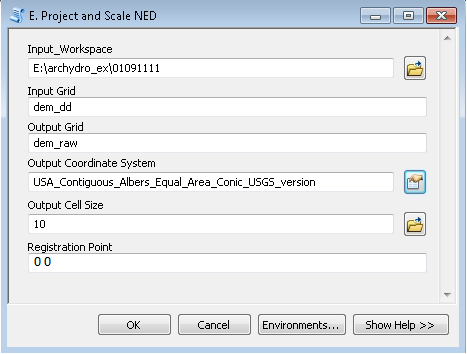 E. Project and Scale NED
Input_Workspace
E:\archydro_ex\01091111
Input Grid
dem_dd
Output Grid
dem_raw
Output Coordinate System
USA_Contiguous_Albers_Equal_Area_Conic_USGS_version
Output Cell Size
10
Registration Point
0 0
OK Cancel Environments... Show Help >>